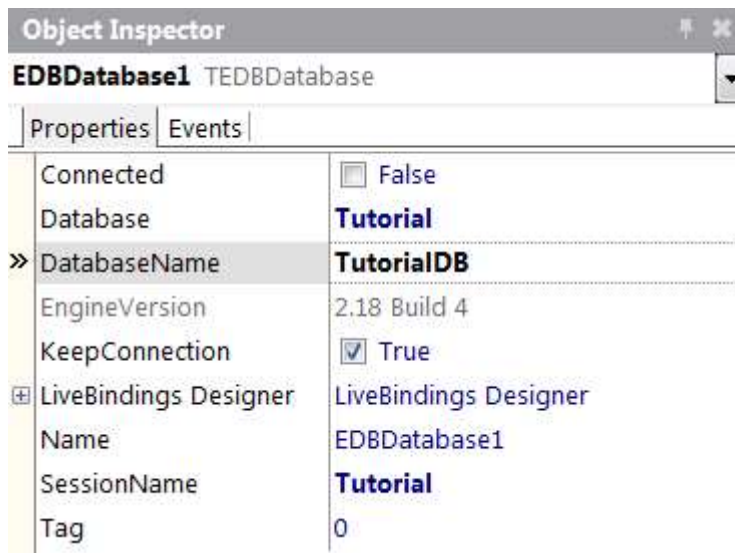 Object Inspector
EDBDatabase1 TEDBDatabase
Properties Events
Connected False
Database Tutorial
» DatabaseName TutorialDB
EngineVersion 2.18 Build 4
KeepConnection True
LiveBindings Designer LiveBindings Designer
Name EDBDatabase1
SessionName Tutorial
Tag 0